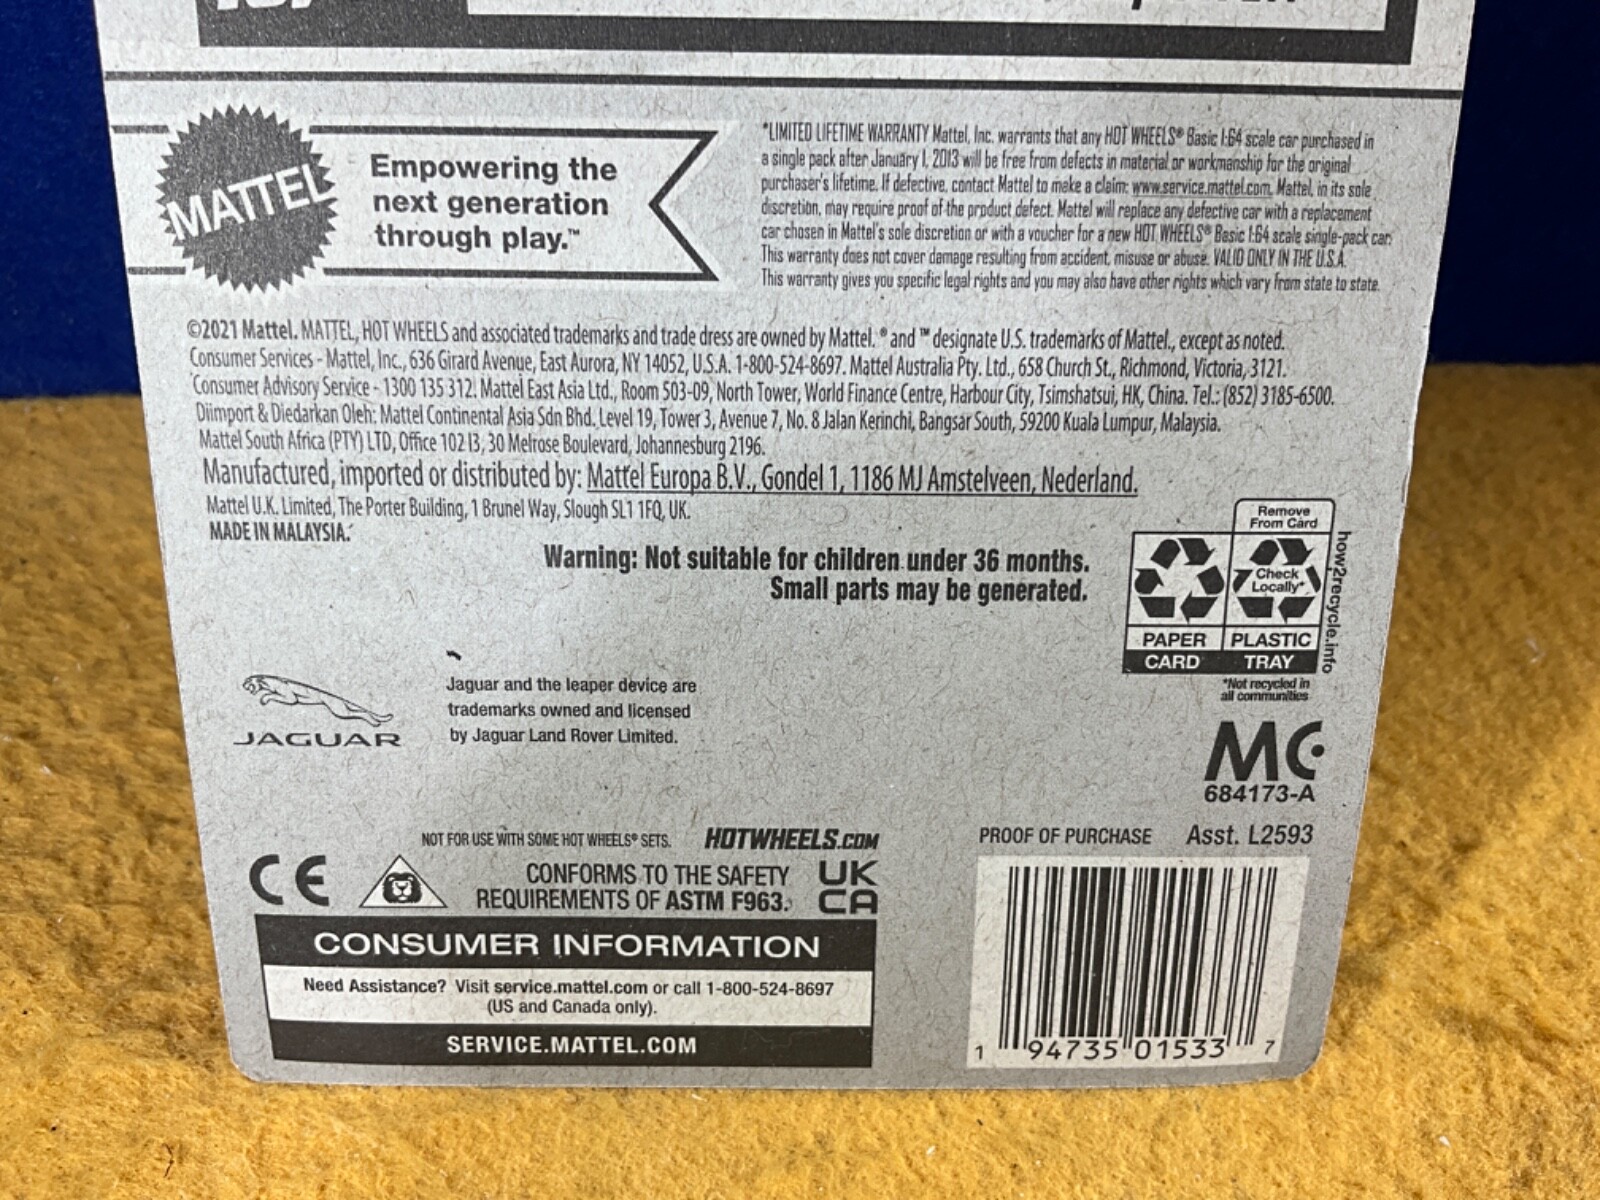 MATTEL
Empowering the
next generation
through play.™
*LIMITED LIFETIME WARRANTY Mattel, Inc. warrants that any HOT WHEELS® Basic 1:64 scale car purchased in
a single pack after January 1, 2013 will be free from defects in material or workmanship for the original
purchaser's lifetime. If defective, contact Mattel to make a claim: www.service.mattel.com. Mattel, in its sole
discretion, may require proof of the product defect. Mattel will replace any defective car with a replacement
car chosen in Mattel's sole discretion or with a voucher for a new HOT WHEELS® Basic 1:64 scale single-pack car.
This warranty does not cover damage resulting from accident, misuse or abuse. VALID ONLY IN THE U.S.A.
This warranty gives you specific legal rights and you may also have other rights which vary from state to state.
©2021 Mattel. MATTEL, HOT WHEELS and associated trademarks and trade dress are owned by Mattel. ® and ™ designate U.S. trademarks of Mattel., except as noted.
Consumer Services - Mattel, Inc., 636 Girard Avenue, East Aurora, NY 14052, U.S.A. 1-800-524-8697. Mattel Australia Pty. Ltd., 658 Church St., Richmond, Victoria, 3121.
Consumer Advisory Service - 1300 135 312. Mattel East Asia Ltd., Room 503-09, North Tower, World Finance Centre, Harbour City, Tsimshatsui, HK, China. Tel.: (852) 3185-6500.
Diimport & Diedarkan Oleh: Mattel Continental Asia Sdn Bhd. Level 19, Tower 3, Avenue 7, No. 8 Jalan Kerinchi, Bangsar South, 59200 Kuala Lumpur, Malaysia.
Mattel South Africa (PTY) LTD, Office 102 I3, 30 Melrose Boulevard, Johannesburg 2196.
Manufactured, imported or distributed by: Mattel Europa B.V., Gondel 1, 1186 MJ Amstelveen, Nederland.
Mattel U.K. Limited, The Porter Building, 1 Brunel Way, Slough SL1 1FQ, UK.
MADE IN MALAYSIA.
Warning: Not suitable for children under 36 months.
Small parts may be generated.
Remove
From Card
Check
Locally*
PAPER
PLASTIC
CARD
TRAY
how2recycle.info
*Not recycled in
all communities
JAGUAR
Jaguar and the leaper device are
trademarks owned and licensed
by Jaguar Land Rover Limited.
MC
684173-A
NOT FOR USE WITH SOME HOT WHEELS® SETS.
HOTWHEELS.COM
PROOF OF PURCHASE Asst. L2593
CE
CONFORMS TO THE SAFETY
REQUIREMENTS OF ASTM F963.
UK
CA
CONSUMER INFORMATION
Need Assistance? Visit service.mattel.com or call 1-800-524-8697
(US and Canada only).
SERVICE.MATTEL.COM
1 94735 01533 7